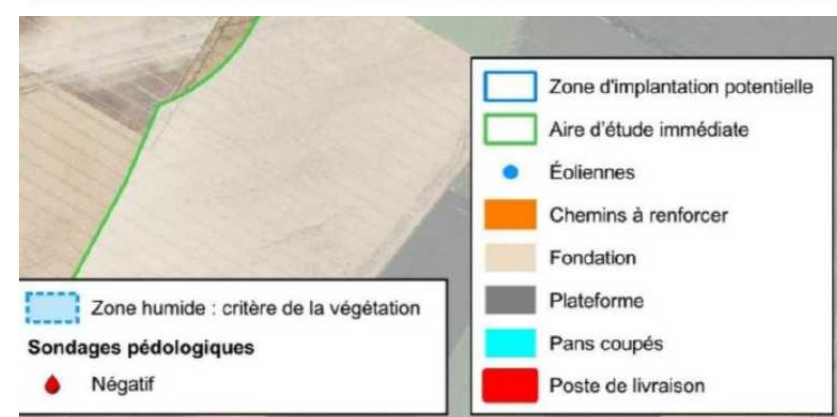 Zone d'implantation potentielle
Aire d'étude immédiate
Éoliennes
Chemins à renforcer
Fondation
Plateforme
Pans coupés
Poste de livraison
Zone humide : critère de la végétation
Sondages pédologiques
Négatif